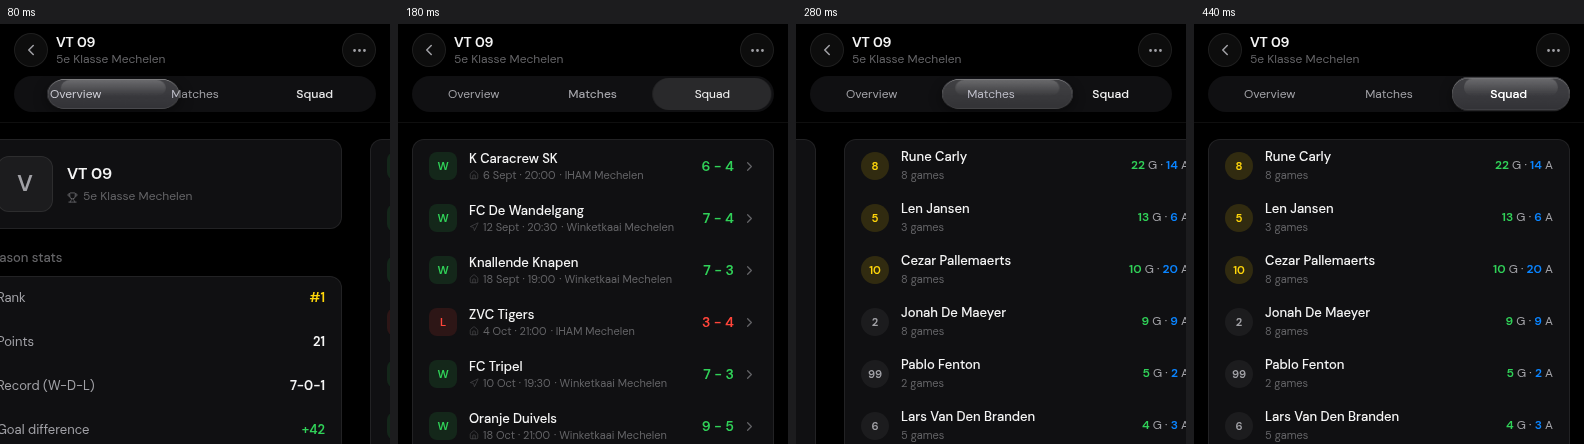 80 ms
VT 09
5e Klasse Mechelen
Overview
Matches
Squad
V
VT 09
5e Klasse Mechelen
ason stats
Rank
#1
Points
21
Record (W-D-L)
7-0-1
Goal difference
+42
180 ms
VT 09
5e Klasse Mechelen
Overview
Matches
Squad
W
K Caracrew SK
6 – 4
6 Sept · 20:00 · IHAM Mechelen
W
FC De Wandelgang
7 – 4
12 Sept · 20:30 · Winketkaai Mechelen
W
Knallende Knapen
7 – 3
18 Sept · 19:00 · Winketkaai Mechelen
L
ZVC Tigers
3 – 4
4 Oct · 21:00 · IHAM Mechelen
W
FC Tripel
7 – 3
10 Oct · 19:30 · Winketkaai Mechelen
W
Oranje Duivels
9 – 5
18 Oct · 21:00 · Winketkaai Mechelen
280 ms
VT 09
5e Klasse Mechelen
Matches
Overview
Squad
8
Rune Carly
22 G · 14 A
8 games
5
Len Jansen
13 G · 6 A
3 games
10
Cezar Pallemaerts
10 G · 20 A
8 games
2
Jonah De Maeyer
9 G · 9 A
8 games
99
Pablo Fenton
5 G · 2 A
2 games
6
Lars Van Den Branden
4 G · 3 A
5 games
440 ms
VT 09
5e Klasse Mechelen
Overview
Matches
Squad
8
Rune Carly
22 G · 14 A
8 games
5
Len Jansen
13 G · 6 A
3 games
10
Cezar Pallemaerts
10 G · 20 A
8 games
2
Jonah De Maeyer
9 G · 9 A
8 games
99
Pablo Fenton
5 G · 2 A
2 games
6
Lars Van Den Branden
4 G · 3 A
5 games